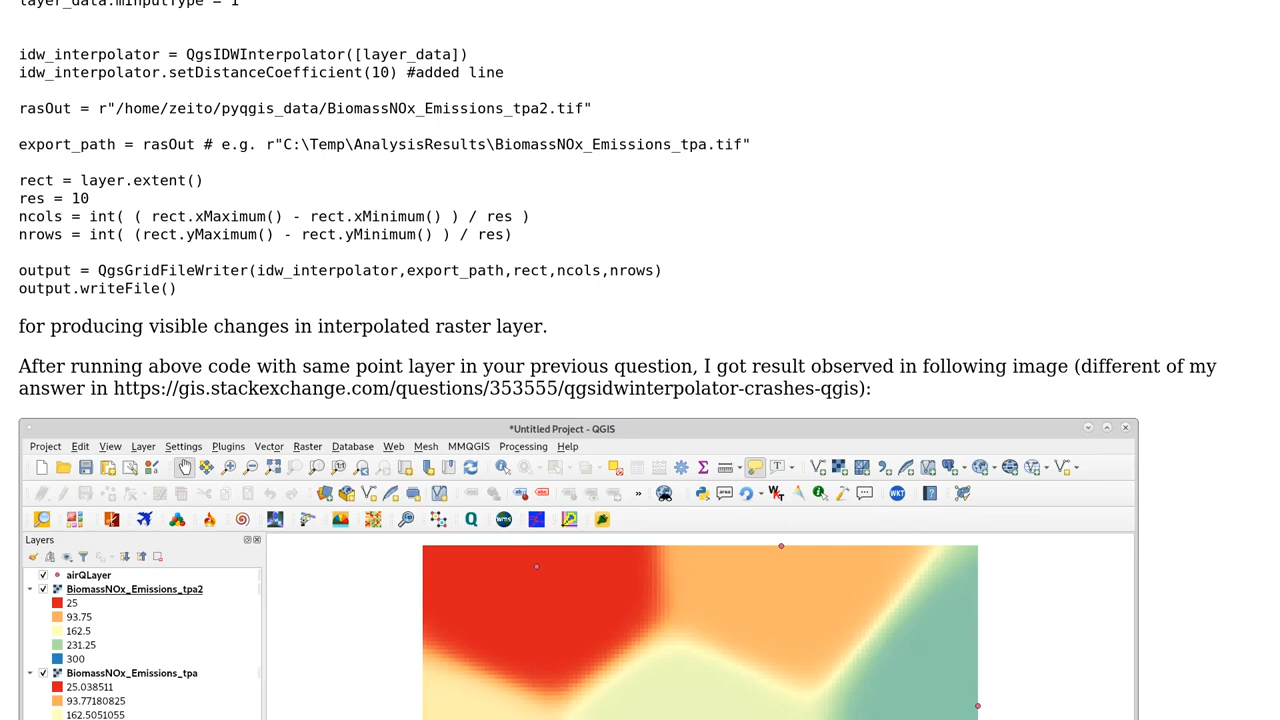 layer_data.mInputType = 1
idw_interpolator = QgsIDWInterpolator([layer_data])
idw_interpolator.setDistanceCoefficient(10) #added line
rasOut = r"/home/zeito/pyqgis_data/BiomassNOx_Emissions_tpa2.tif"
export_path = rasOut # e.g. r"C:\Temp\AnalysisResults\BiomassNOx_Emissions_tpa.tif"
rect = layer.extent()
res = 10
ncols = int( ( rect.xMaximum() - rect.xMinimum() ) / res )
nrows = int( (rect.yMaximum() - rect.yMinimum() ) / res)
output = QgsGridFileWriter(idw_interpolator,export_path,rect,ncols,nrows)
output.writeFile()
for producing visible changes in interpolated raster layer.
After running above code with same point layer in your previous question, I got result observed in following image (different of my
answer in https://gis.stackexchange.com/questions/353555/qgsidwinterpolator-crashes-qgis):
*Untitled Project - QGIS
Project Edit View Layer Settings Plugins Vector Raster Database Web Mesh MMQGIS Processing Help
Layers
airQLayer
BiomassNOx_Emissions_tpa2
25
93.75
162.5
231.25
300
BiomassNOx_Emissions_tpa
25.038511
93.77180825
162.5051055